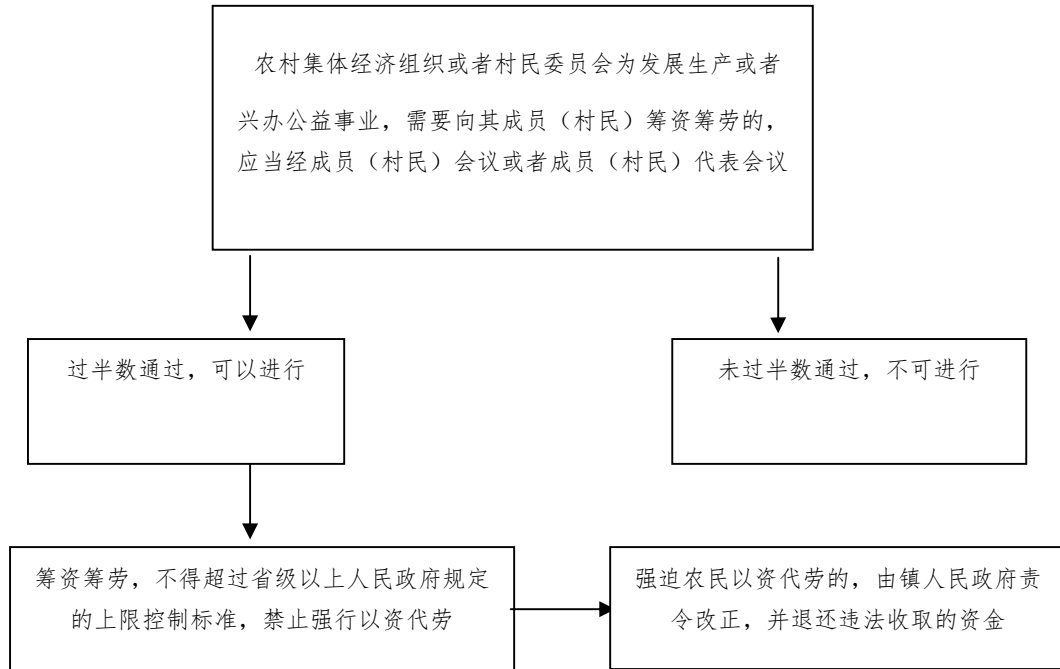 农村集体经济组织或者村民委员会为发展生产或者
兴办公益事业，需要向其成员（村民）筹资筹劳的，
应当经成员（村民）会议或者成员（村民）代表会议
过半数通过，可以进行
未过半数通过，不可进行
筹资筹劳，不得超过省级以上人民政府规定
的上限控制标准，禁止强行以资代劳
强迫农民以资代劳的，由镇人民政府责
令改正，并退还违法收取的资金